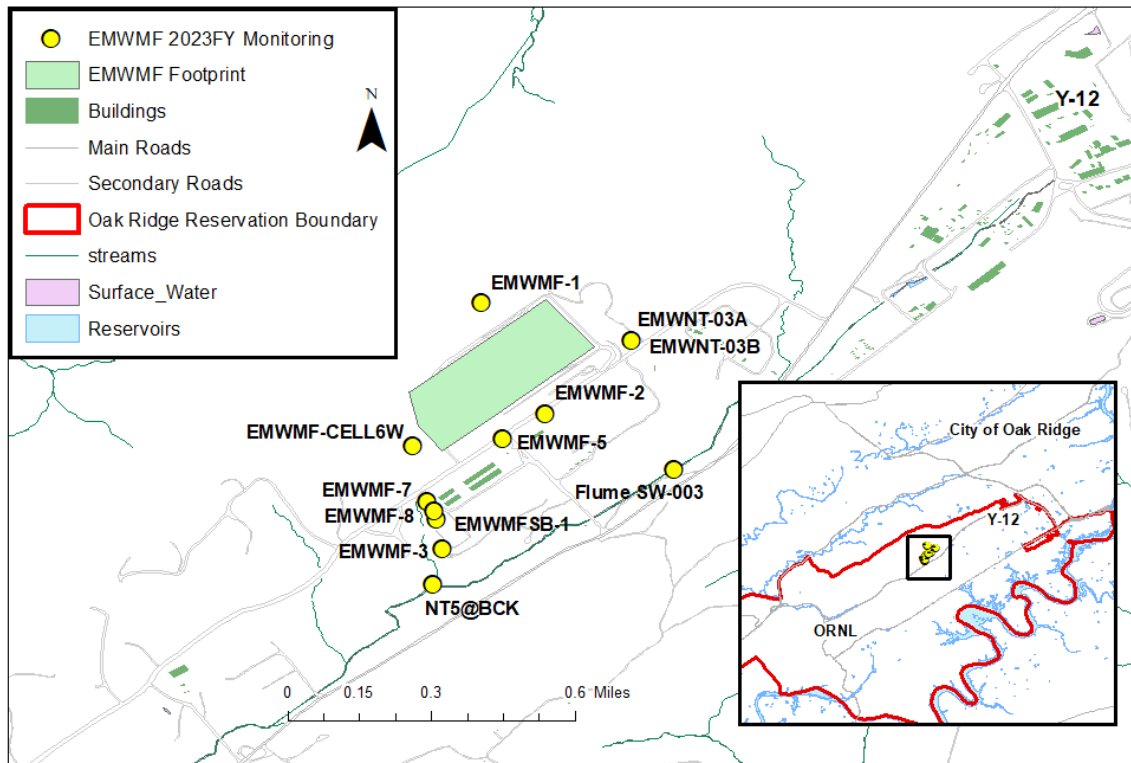 EMWMF 2023FY Monitoring
EMWMF Footprint
Buildings
Main Roads
Secondary Roads
Oak Ridge Reservation Boundary
streams
Surface_Water
Reservoirs
N
Y-12
EMWMF-1
EMWNT-03A
EMWNT-03B
EMWMF-2
EMWMF-CELL6W
EMWMF-5
Flume SW-003
EMWMF-7
EMWMF-8
EMWMFSB-1
EMWMF-3
NT5@BCK
0 0.15 0.3 0.6 Miles
City of Oak Ridge
Y-12
ORNL